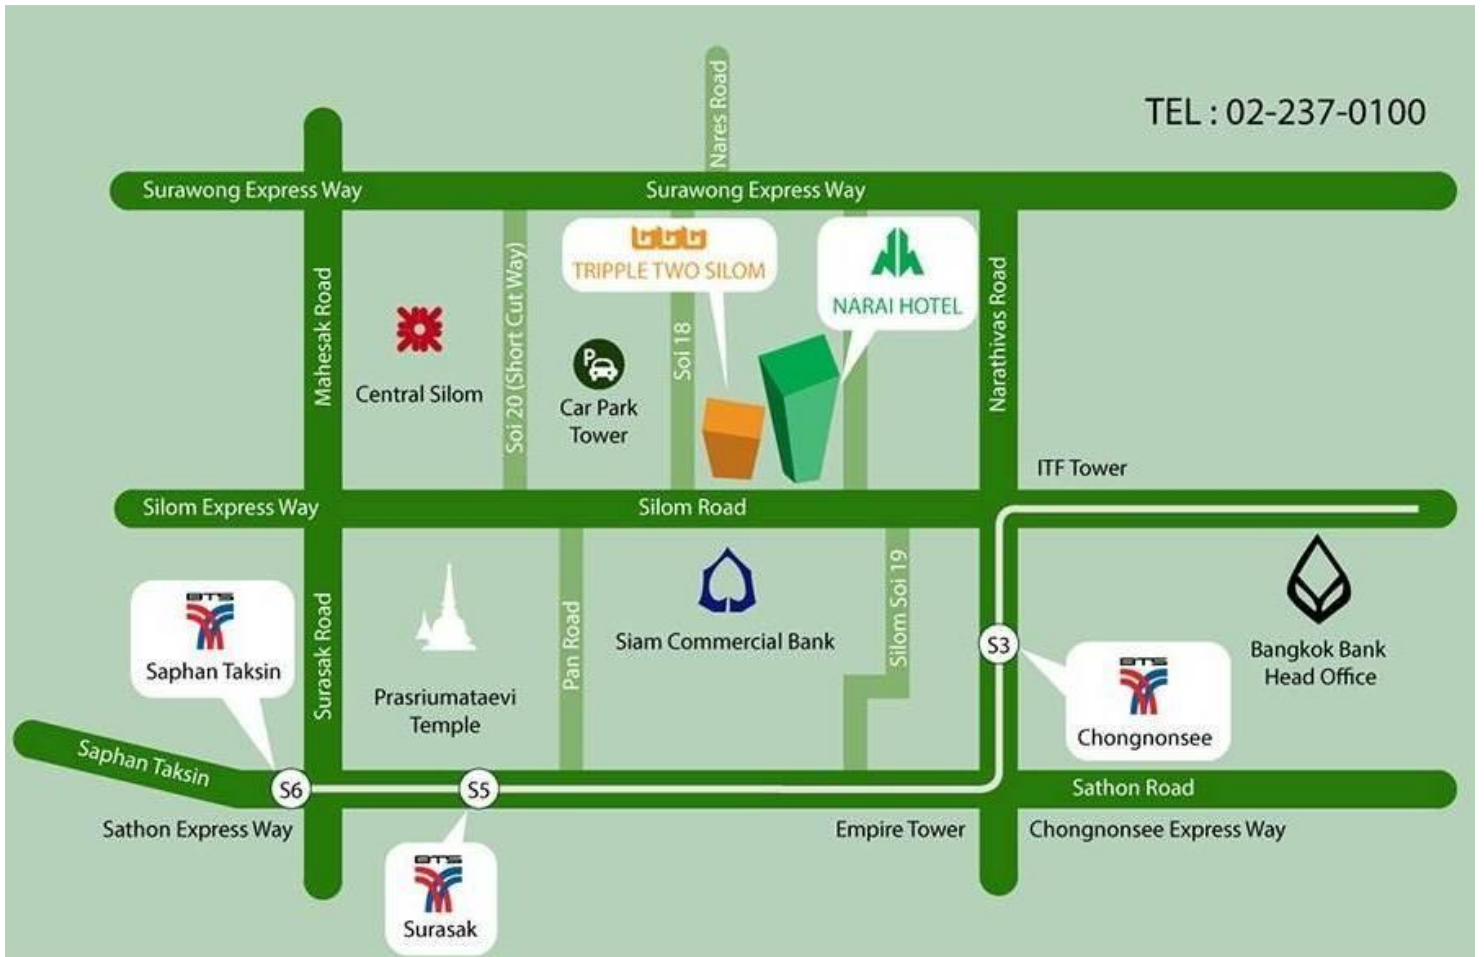 Nares Road
TEL : 02-237-0100
Surawong Express Way
Surawong Express Way
TRIPPLE TWO SILOM
NARAI HOTEL
Mahesak Road
Central Silom
Soi 20 (Short Cut Way)
P
Car Park
Tower
Soi 18
Narathivas Road
ITF Tower
Silom Express Way
Silom Road
BTS
Saphan Taksin
Surasak Road
Prasriumataevi
Temple
Pan Road
Siam Commercial Bank
Silom Soi 19
S3
BTS
Chongnonsee
Bangkok Bank
Head Office
Saphan Taksin
S6
S5
Sathon Road
Sathon Express Way
Empire Tower
Chongnonsee Express Way
BTS
Surasak